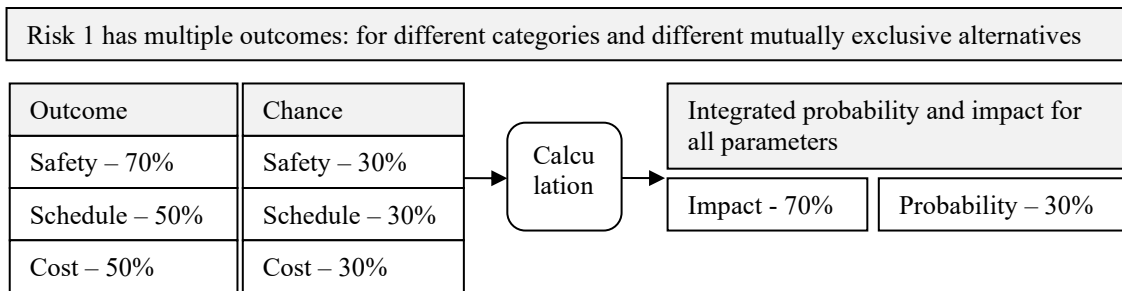 Risk 1 has multiple outcomes: for different categories and different mutually exclusive alternatives
Outcome
Chance
Safety – 70%
Safety – 30%
Schedule – 50%
Schedule – 30%
Cost – 50%
Cost – 30%
Calcu
lation
Integrated probability and impact for
all parameters
Impact - 70%
Probability – 30%